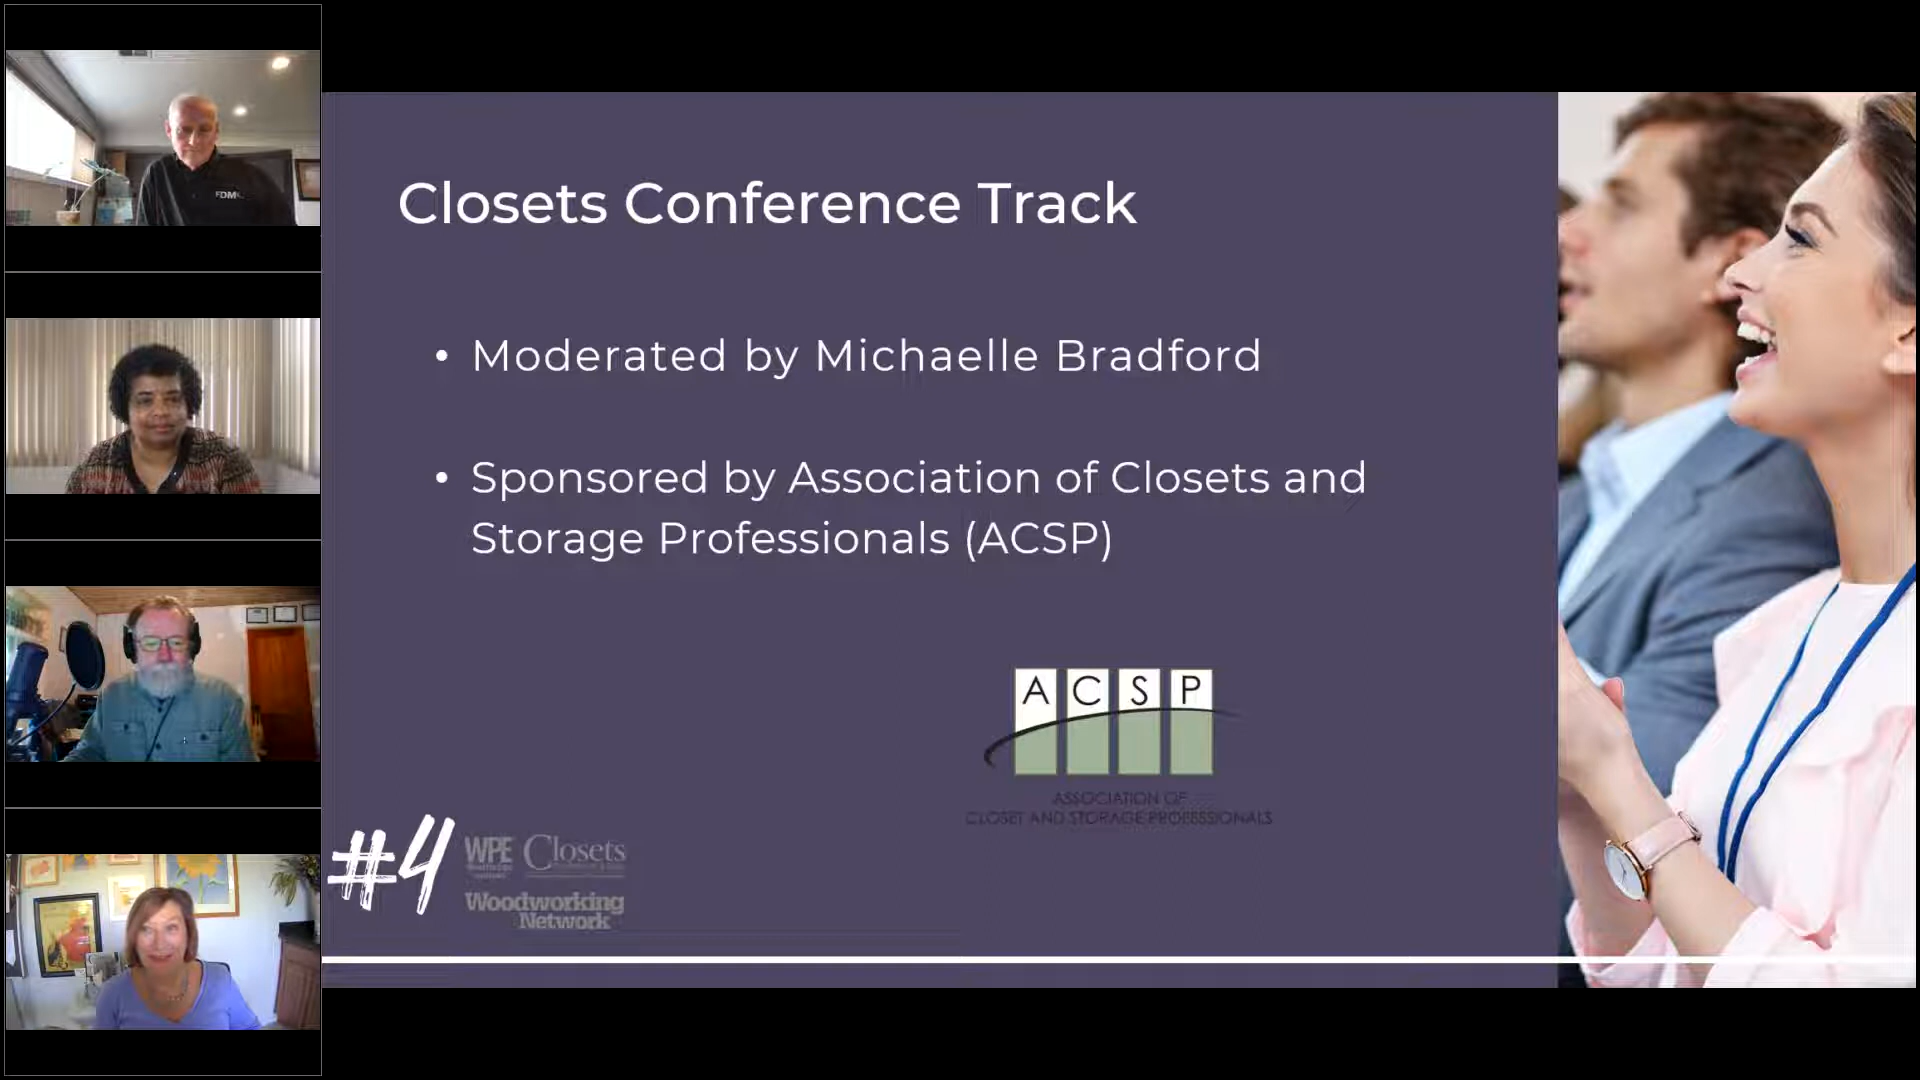 FDM
Closets Conference Track
• Moderated by Michaelle Bradford
• Sponsored by Association of Closets and
Storage Professionals (ACSP)
A C S P
ASSOCIATION OF
CLOSET AND STORAGE PROFESSIONALS
#4
WPE
Closets
Woodworking
Network